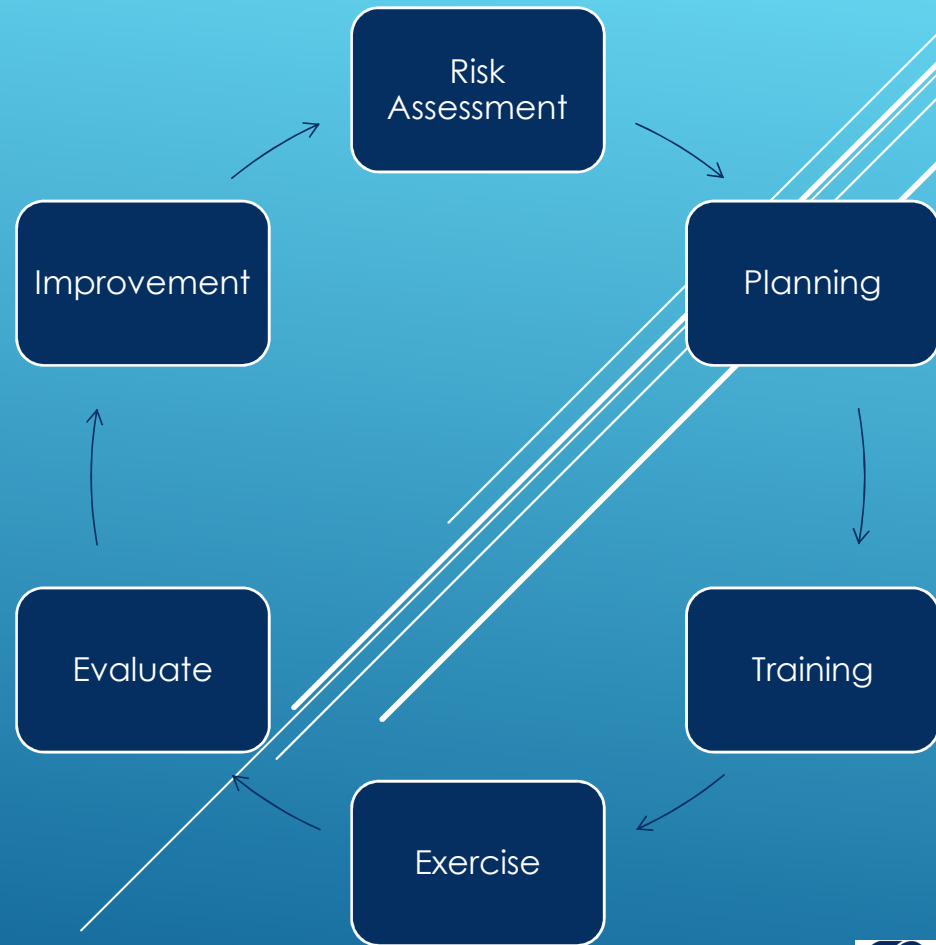 Risk
Assessment
Planning
Training
Exercise
Evaluate
Improvement